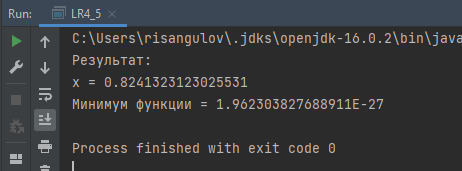 Run: LR4_5
C:\Users\risangulov\.jdks\openjdk-16.0.2\bin\java
Результат:
x = 0.8241323123025531
Минимум функции = 1.962303827688911E-27
Process finished with exit code 0